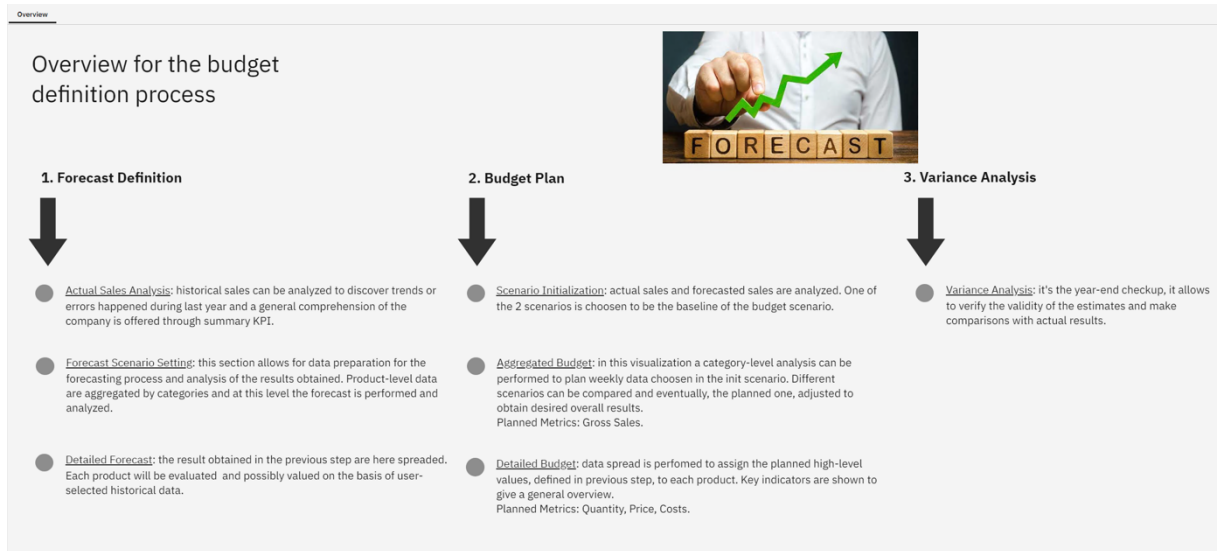 Overview
Overview for the budget
definition process
FORECAST
1. Forecast Definition
Actual Sales Analysis: historical sales can be analyzed to discover trends or
errors happened during last year and a general comprehension of the
company is offered through summary KPI.
Forecast Scenario Setting: this section allows for data preparation for the
forecasting process and analysis of the results obtained. Product-level data
are aggregated by categories and at this level the forecast is performed and
analyzed.
Detailed Forecast: the result obtained in the previous step are here spreaded.
Each product will be evaluated and possibly valued on the basis of user-
selected historical data.
2. Budget Plan
Scenario Initialization: actual sales and forecasted sales are analyzed. One of
the 2 scenarios is choosen to be the baseline of the budget scenario.
Aggregated Budget: in this visualization a category-level analysis can be
performed to plan weekly data choosen in the init scenario. Different
scenarios can be compared and eventually, the planned one, adjusted to
obtain desired overall results.
Planned Metrics: Gross Sales.
Detailed Budget: data spread is perfomed to assign the planned high-level
values, defined in previous step, to each product. Key indicators are shown to
give a general overview.
Planned Metrics: Quantity, Price, Costs.
3. Variance Analysis
Variance Analysis: it's the year-end checkup, it allows
to verify the validity of the estimates and make
comparisons with actual results.